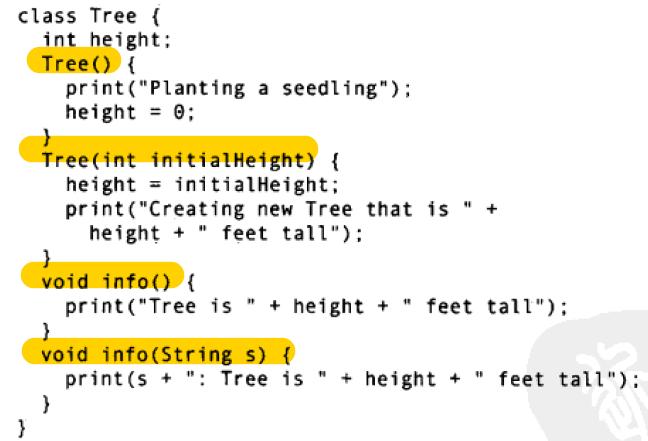 class Tree {
int height;
Tree() {
print("Planting a seedling");
height = 0;
}
Tree(int initialHeight) {
height = initialHeight;
print("Creating new Tree that is " +
height + " feet tall");
}
void info() {
print("Tree is " + height + " feet tall");
}
void info(String s) {
print(s + ": Tree is " + height + " feet tall");
}
}